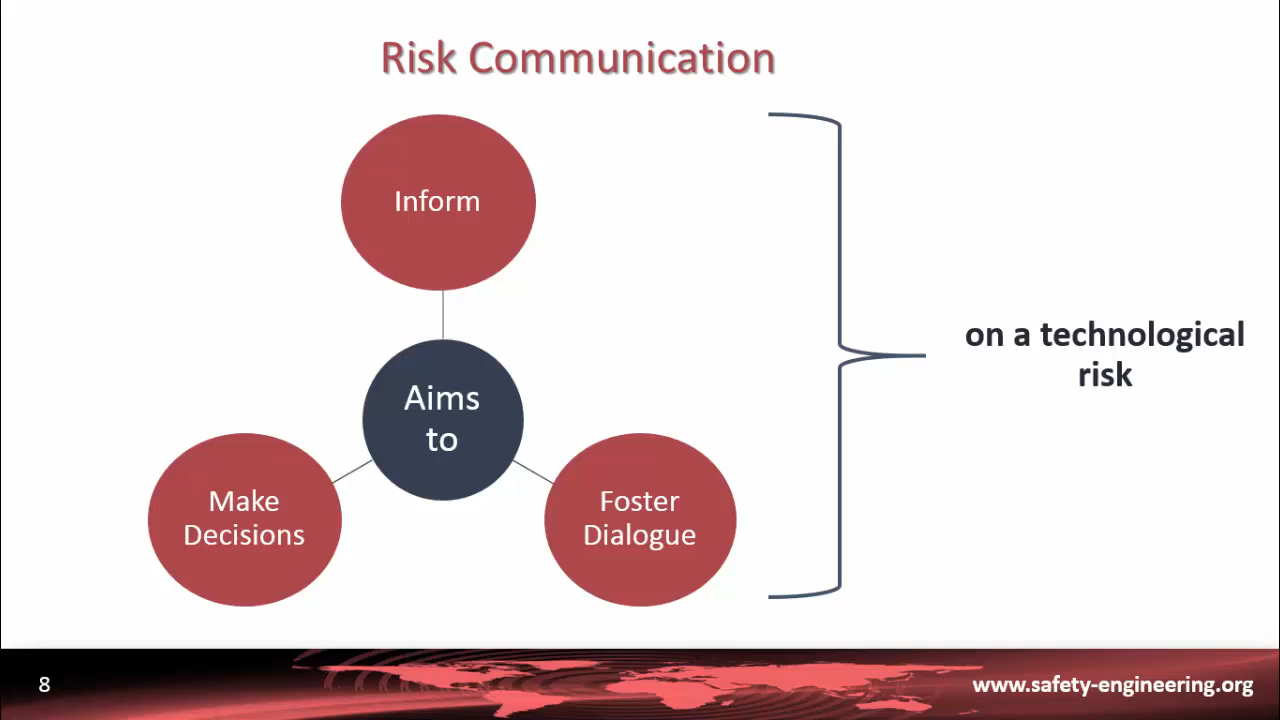 Risk Communication
Inform
Aims
to
Make
Decisions
Foster
Dialogue
on a technological
risk
8
www.safety-engineering.org